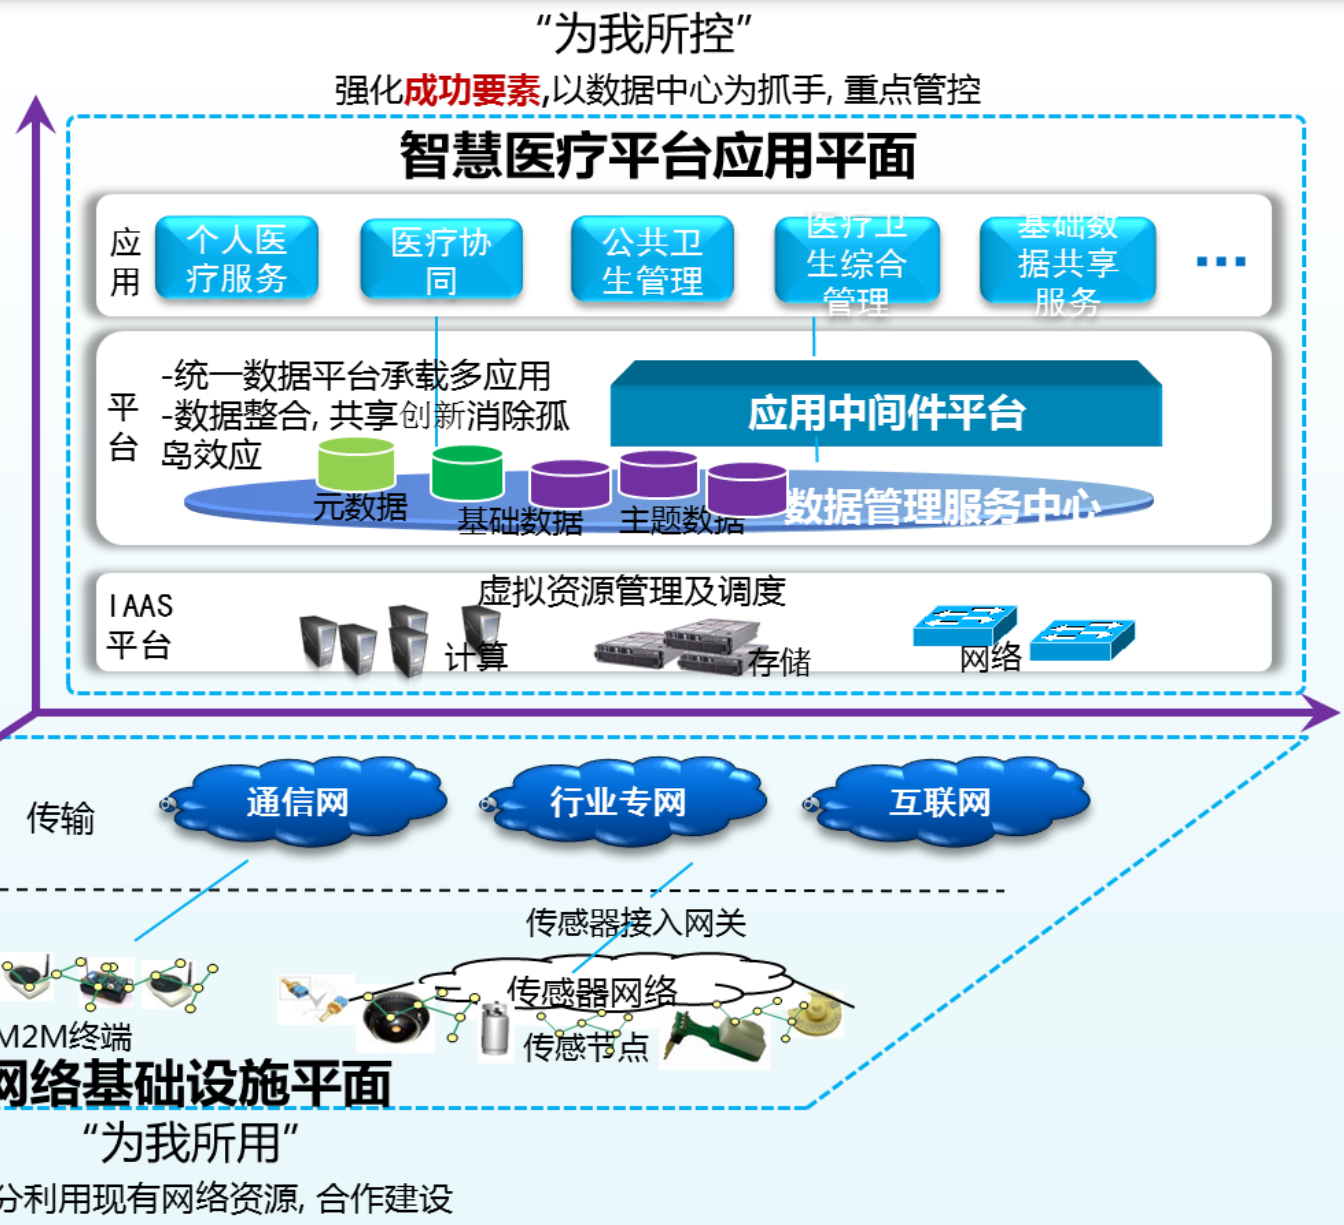 “为我所控”
强化成功要素,以数据中心为抓手, 重点管控
智慧医疗平台应用平面
应
用
个人医
疗服务
医疗协
同
公共卫
生管理
医疗卫
生综合
管理
基础数
据共享
服务
...
平
台
-统一数据平台承载多应用
-数据整合, 共享创新消除孤
岛效应
应用中间件平台
元数据
基础数据
主题数据
数据管理服务中心
IAAS
平台
虚拟资源管理及调度
计算
存储
网络
传输
通信网
行业专网
互联网
传感器接入网关
传感器网络
传感节点
M2M终端
网络基础设施平面
“为我所用”
分利用现有网络资源, 合作建设